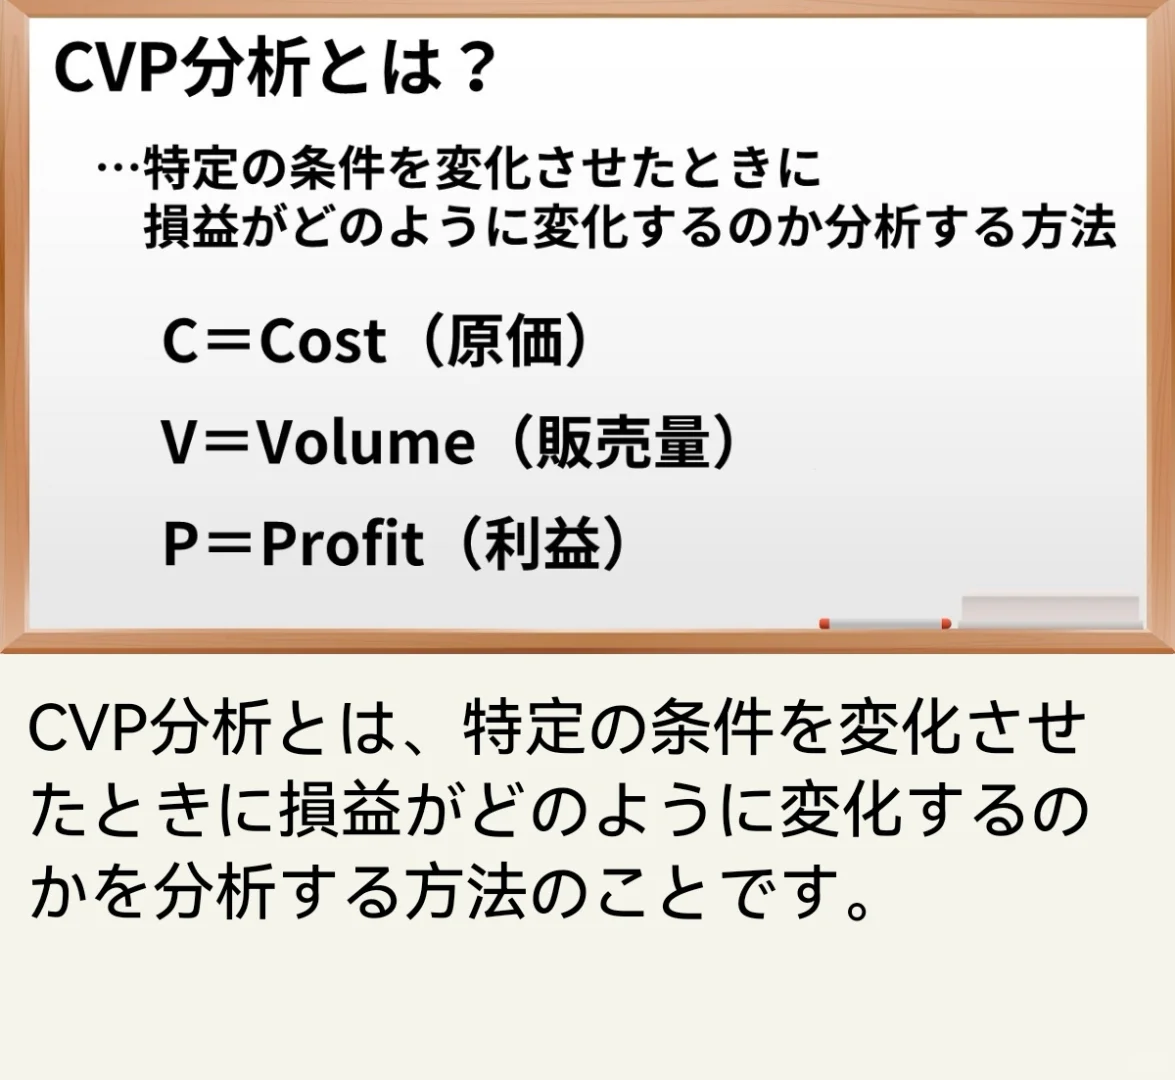 CVP分析とは？
…特定の条件を変化させたときに
損益がどのように変化するのか分析する方法
C＝Cost（原価）
V＝Volume（販売量）
P＝Profit（利益）
CVP分析とは、特定の条件を変化させ
たときに損益がどのように変化するの
かを分析する方法のことです。